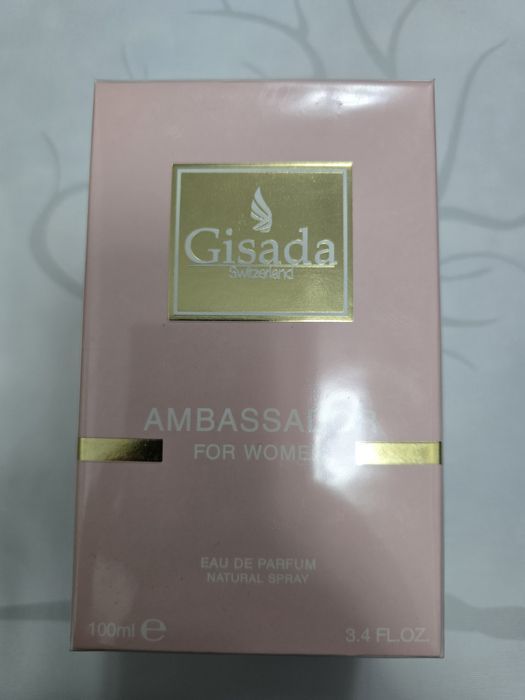 Gisada
Switzerland
AMBASSADOR
FOR WOMEN
EAU DE PARFUM
NATURAL SPRAY
100ml ℮
3.4 FL.OZ.